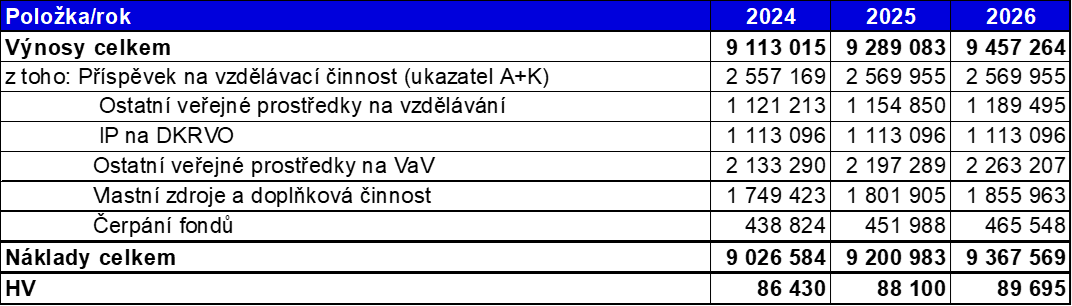 Položka/rok 2024 2025 2026
Výnosy celkem 9 113 015 9 289 083 9 457 264
z toho: Příspěvek na vzdělávací činnost (ukazatel A+K) 2 557 169 2 569 955 2 569 955
Ostatní veřejné prostředky na vzdělávání 1 121 213 1 154 850 1 189 495
IP na DKRVO 1 113 096 1 113 096 1 113 096
Ostatní veřejné prostředky na VaV 2 133 290 2 197 289 2 263 207
Vlastní zdroje a doplňková činnost 1 749 423 1 801 905 1 855 963
Čerpání fondů 438 824 451 988 465 548
Náklady celkem 9 026 584 9 200 983 9 367 569
HV 86 430 88 100 89 695